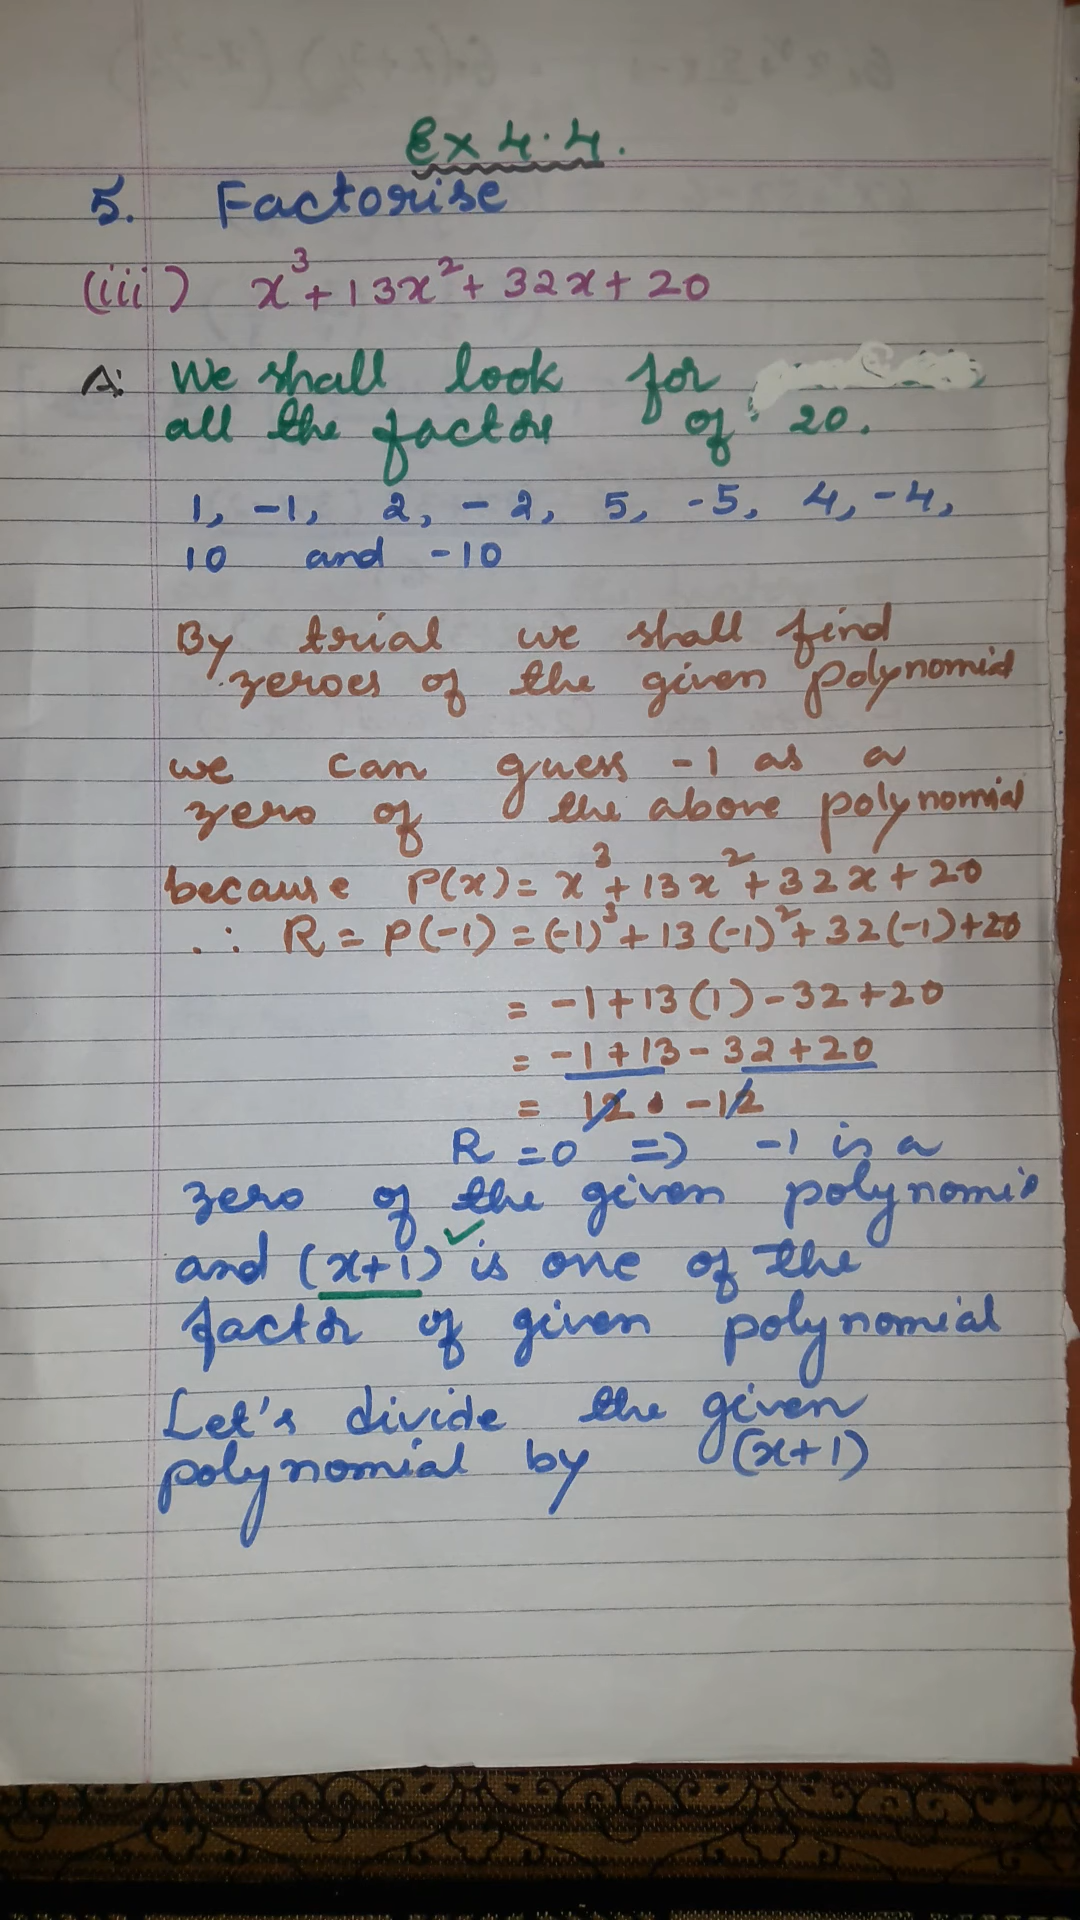 Ex 4.4.
5. Factorise
(iii) x³ + 13x² + 32x + 20
A: We shall look for
all the factors of 20.
1, -1, 2, -2, 5, -5, 4, -4,
10 and -10
By trial we shall find
zeroes of the given polynomial
we can guess -1 as a
zero of the above polynomial
because P(x) = x³ + 13x² + 32x + 20
∴ R = P(-1) = (-1)³ + 13(-1)² + 32(-1) + 20
= -1 + 13(1) - 32 + 20
= -1 + 13 - 32 + 20
= 12 - 12
R = 0 => -1 is a
zero of the given polynomia
and (x+1) ✓ is one of the
factor of given polynomial
Let's divide the given
polynomial by (x+1)